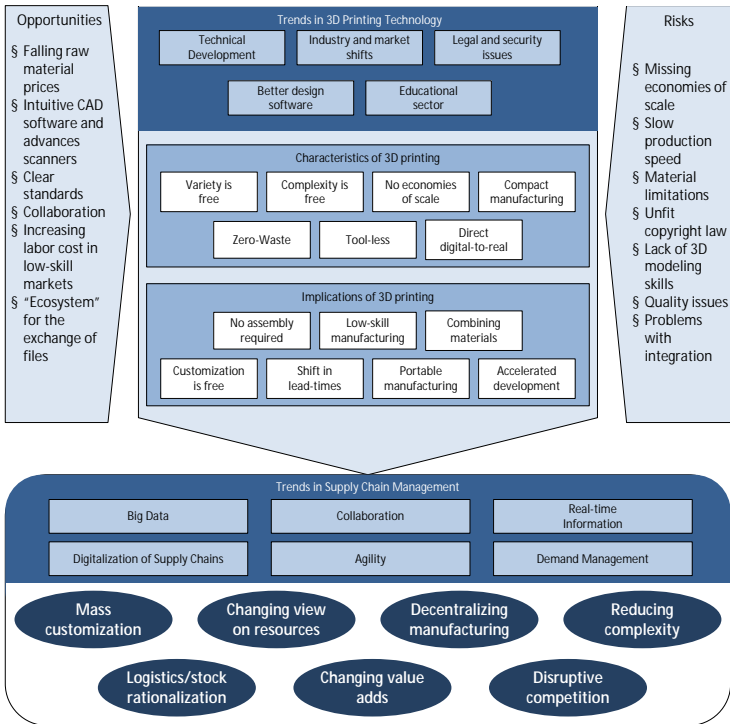 Opportunities
§ Falling raw
material
prices
§ Intuitive CAD
software and
advances
scanners
§ Clear
standards
§ Collaboration
§ Increasing
labor cost in
low-skill
markets
§ “Ecosystem”
for the
exchange of
files
Trends in 3D Printing Technology
Technical
Development
Industry and market
shifts
Legal and security
issues
Better design
software
Educational
sector
Characteristics of 3D printing
Variety is
free
Complexity is
free
No economies
of scale
Compact
manufacturing
Zero-Waste
Tool-less
Direct
digital-to-real
Implications of 3D printing
No assembly
required
Low-skill
manufacturing
Combining
materials
Customization
is free
Shift in
lead-times
Portable
manufacturing
Accelerated
development
Risks
§ Missing
economies of
scale
§ Slow
production
speed
§ Material
limitations
§ Unfit
copyright law
§ Lack of 3D
modeling
skills
§ Quality issues
§ Problems
with
integration
Trends in Supply Chain Management
Big Data
Collaboration
Real-time
Information
Digitalization of Supply Chains
Agility
Demand Management
Mass
customization
Changing view
on resources
Decentralizing
manufacturing
Reducing
complexity
Logistics/stock
rationalization
Changing value
adds
Disruptive
competition